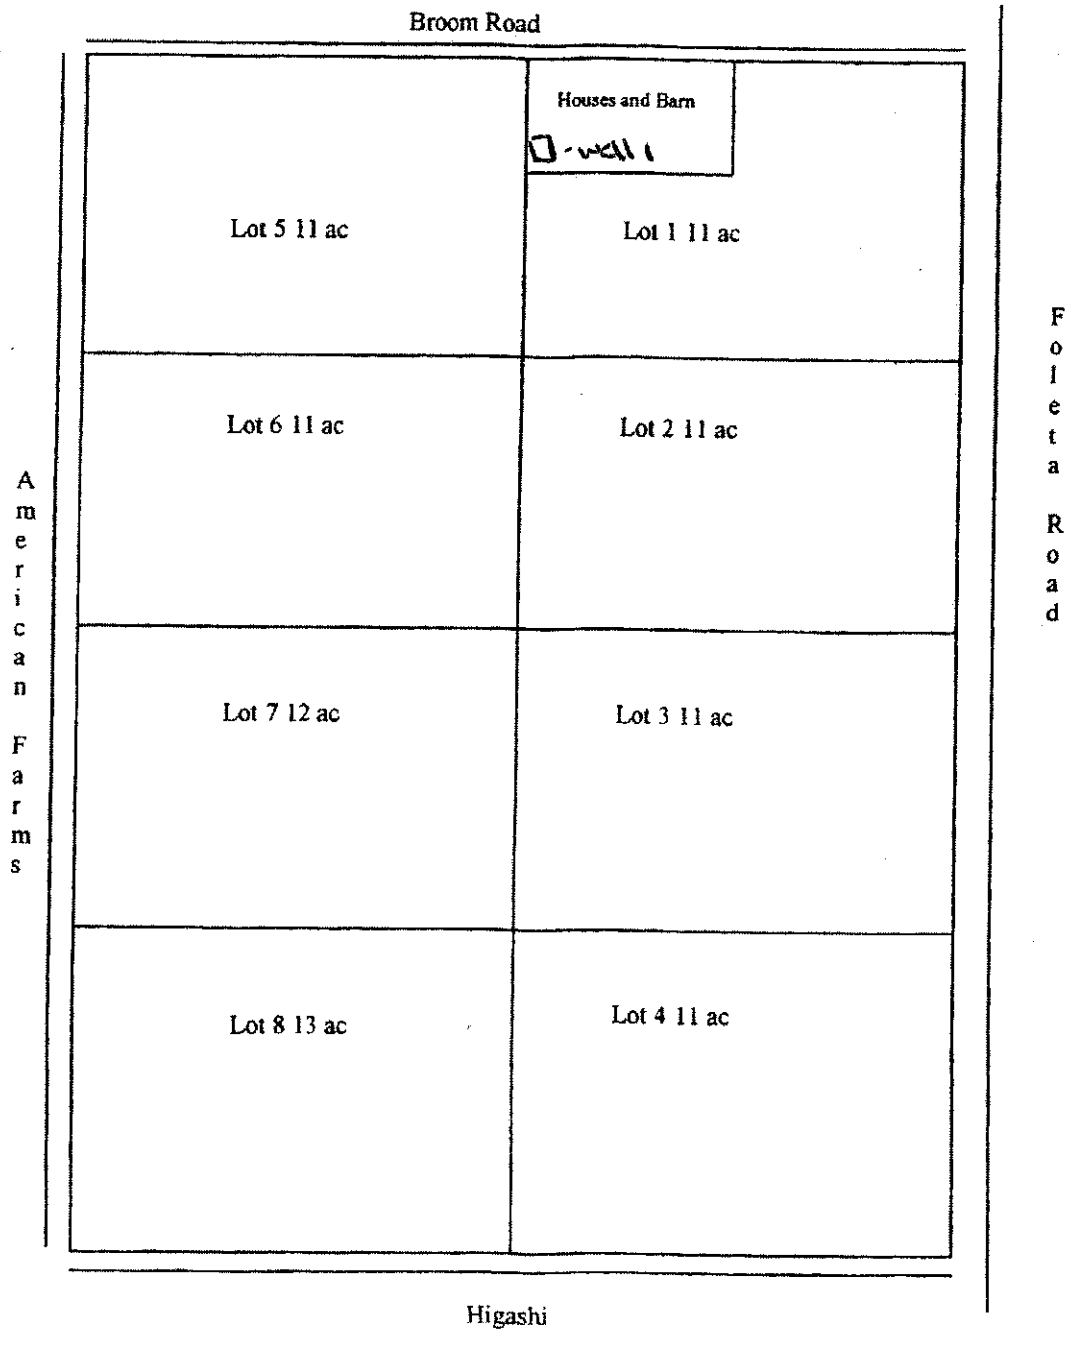 Broom Road
Houses and Barn
- well 1
Lot 5 11 ac
Lot 1 11 ac
Foleta Road
Lot 6 11 ac
Lot 2 11 ac
American Farms
Lot 7 12 ac
Lot 3 11 ac
Lot 8 13 ac
Lot 4 11 ac
Higashi